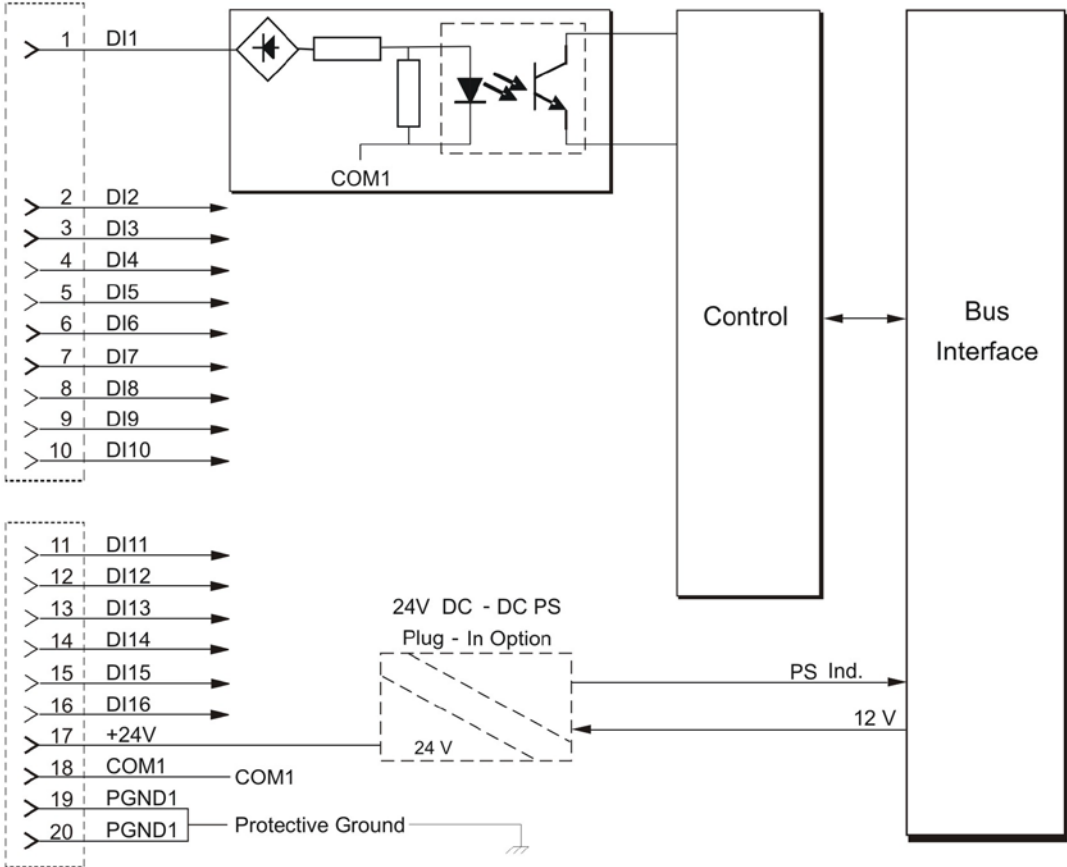 1 DI1
COM1
2 DI2
3 DI3
4 DI4
5 DI5
6 DI6
7 DI7
8 DI8
9 DI9
10 DI10
Control
Bus
Interface
11 DI11
12 DI12
13 DI13
14 DI14
15 DI15
16 DI16
17 +24V
18 COM1
COM1
19 PGND1
20 PGND1
Protective Ground
24V DC - DC PS
Plug - In Option
24 V
PS Ind.
12 V